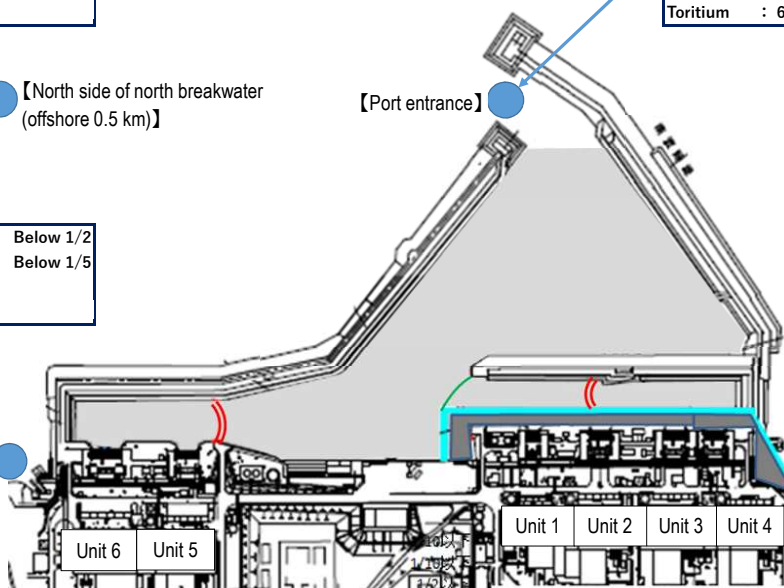 Toritium : 6
【North side of north breakwater
(offshore 0.5 km)】
【Port entrance】
Below 1/2
Below 1/5
Unit 1 Unit 2 Unit 3 Unit 4
Unit 6 Unit 5